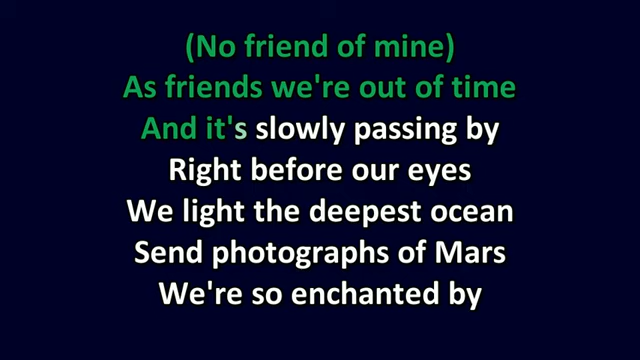 (No friend of mine)
As friends we're out of time
And it's slowly passing by
Right before our eyes
We light the deepest ocean
Send photographs of Mars
We're so enchanted by